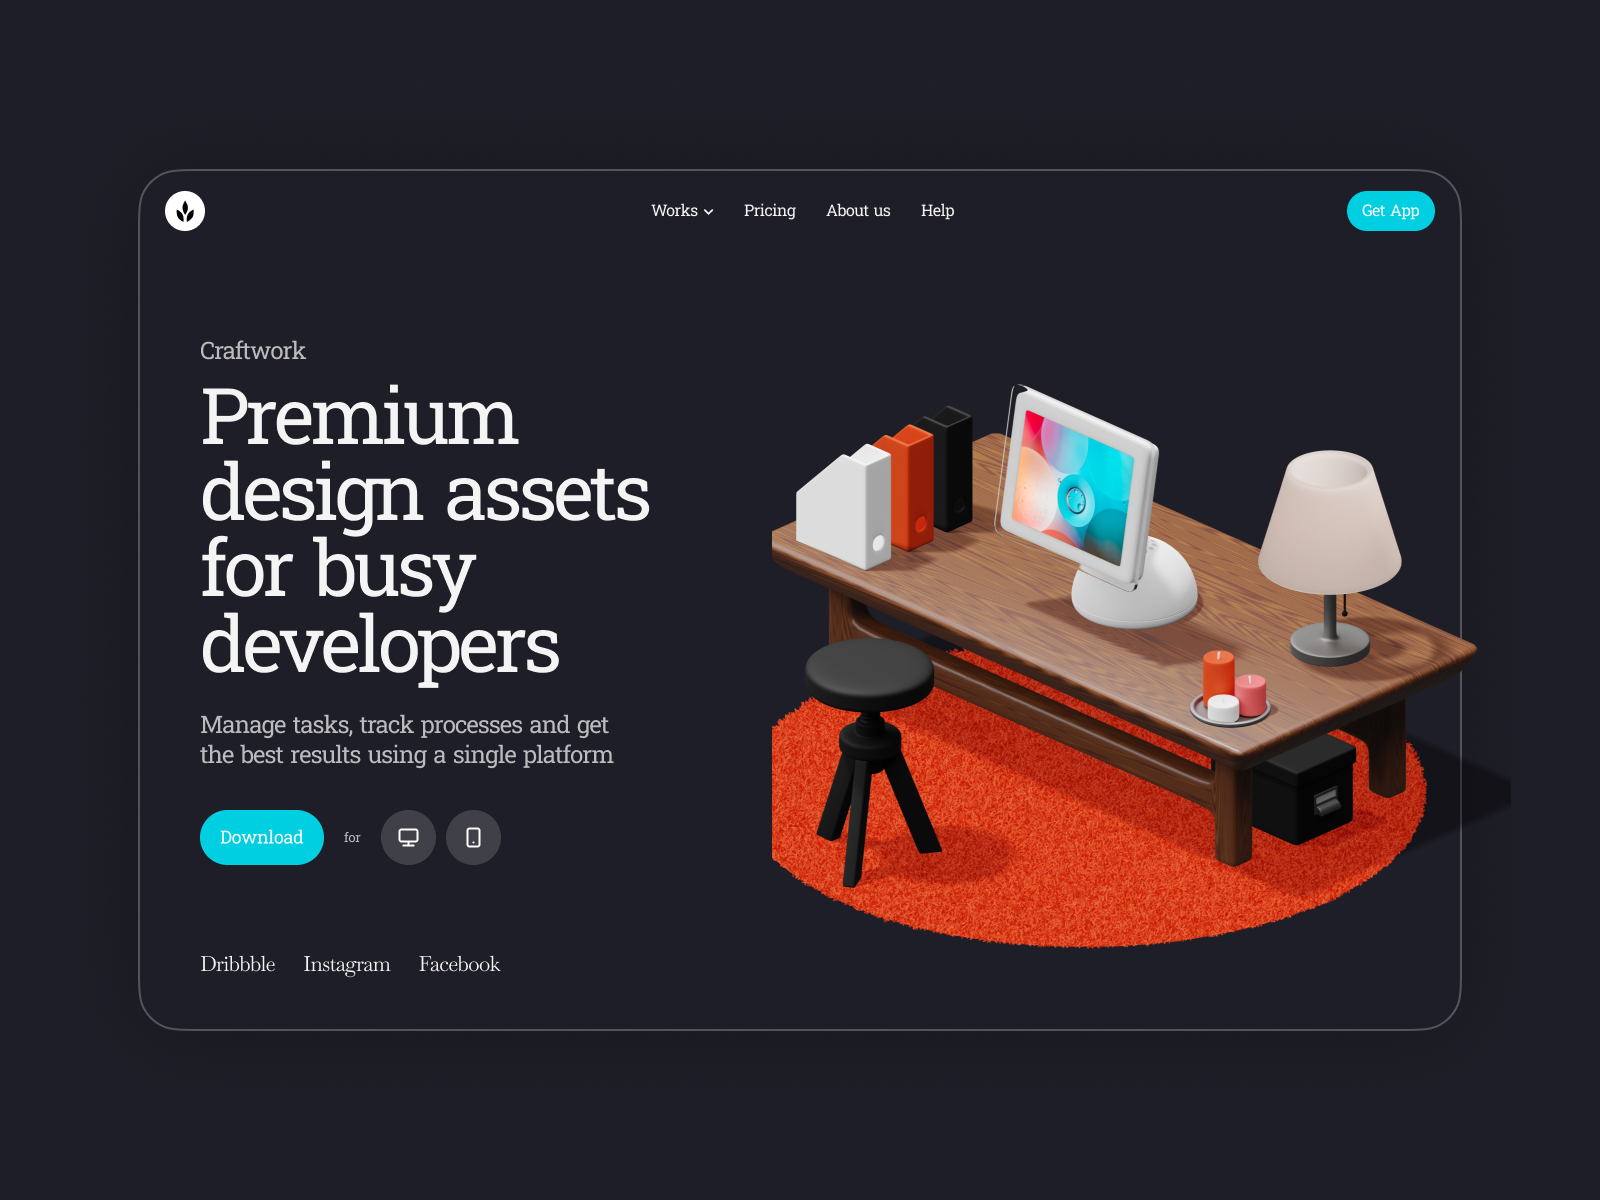 Works
Pricing
About us
Help
Get App
Craftwork
Premium
design assets
for busy
developers
Manage tasks, track processes and get
the best results using a single platform
Download
for
Dribbble
Instagram
Facebook